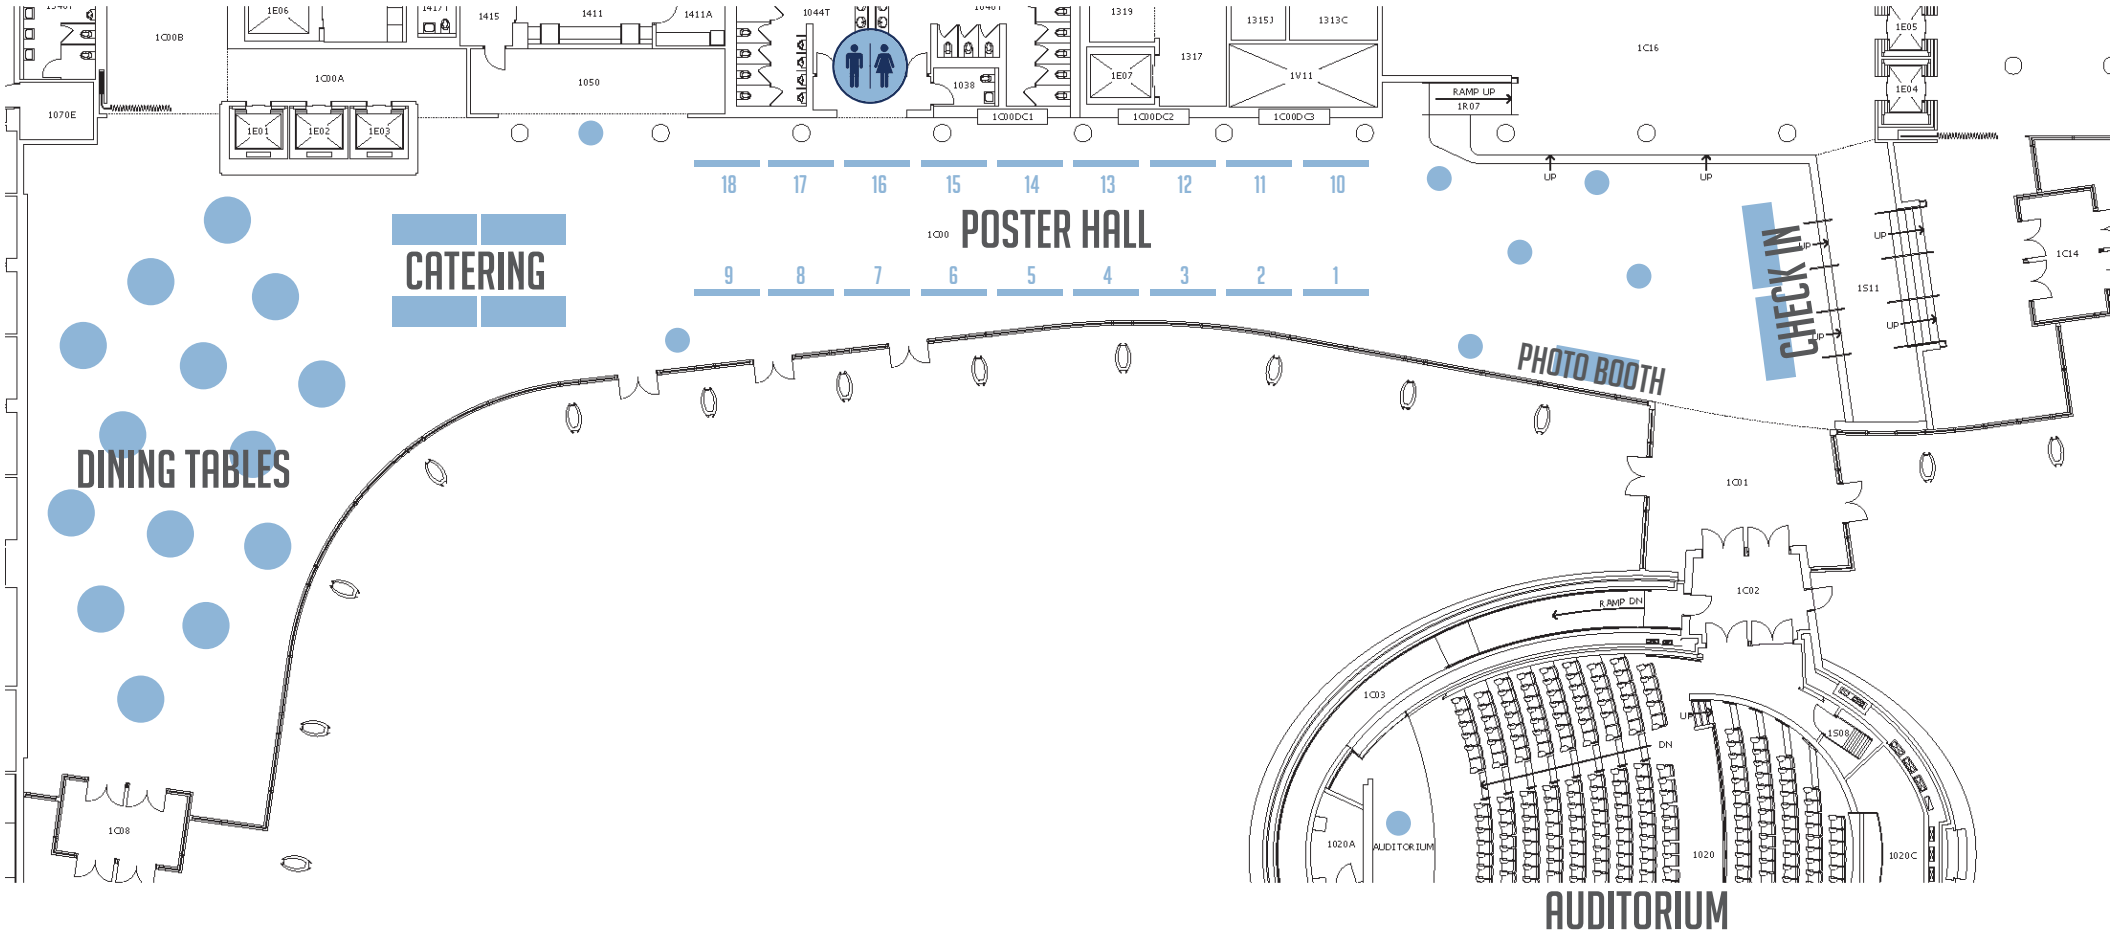 1E06
1417T
1415
1411
1411A
1044T
1319
1315J
1313C
1E05
1C00B
1C16
1317
1C00A
1050
1038
1E07
1V11
1E04
RAMP UP
1R07
1070E
1C00DC1
1C00DC2
1C00DC3
1E01
1E02
1E03
UP
UP
18
17
16
15
14
13
12
11
10
1C00
POSTER HALL
CATERING
CHECK IN
UP
UP
1C14
9
8
7
6
5
4
3
2
1
1S11
UP
UP
PHOTO BOOTH
DINING TABLES
1C01
1C02
RAMP DN
1C03
UP
1S08
DN
1C08
1020A
AUDITORIUM
1020
1020C
AUDITORIUM